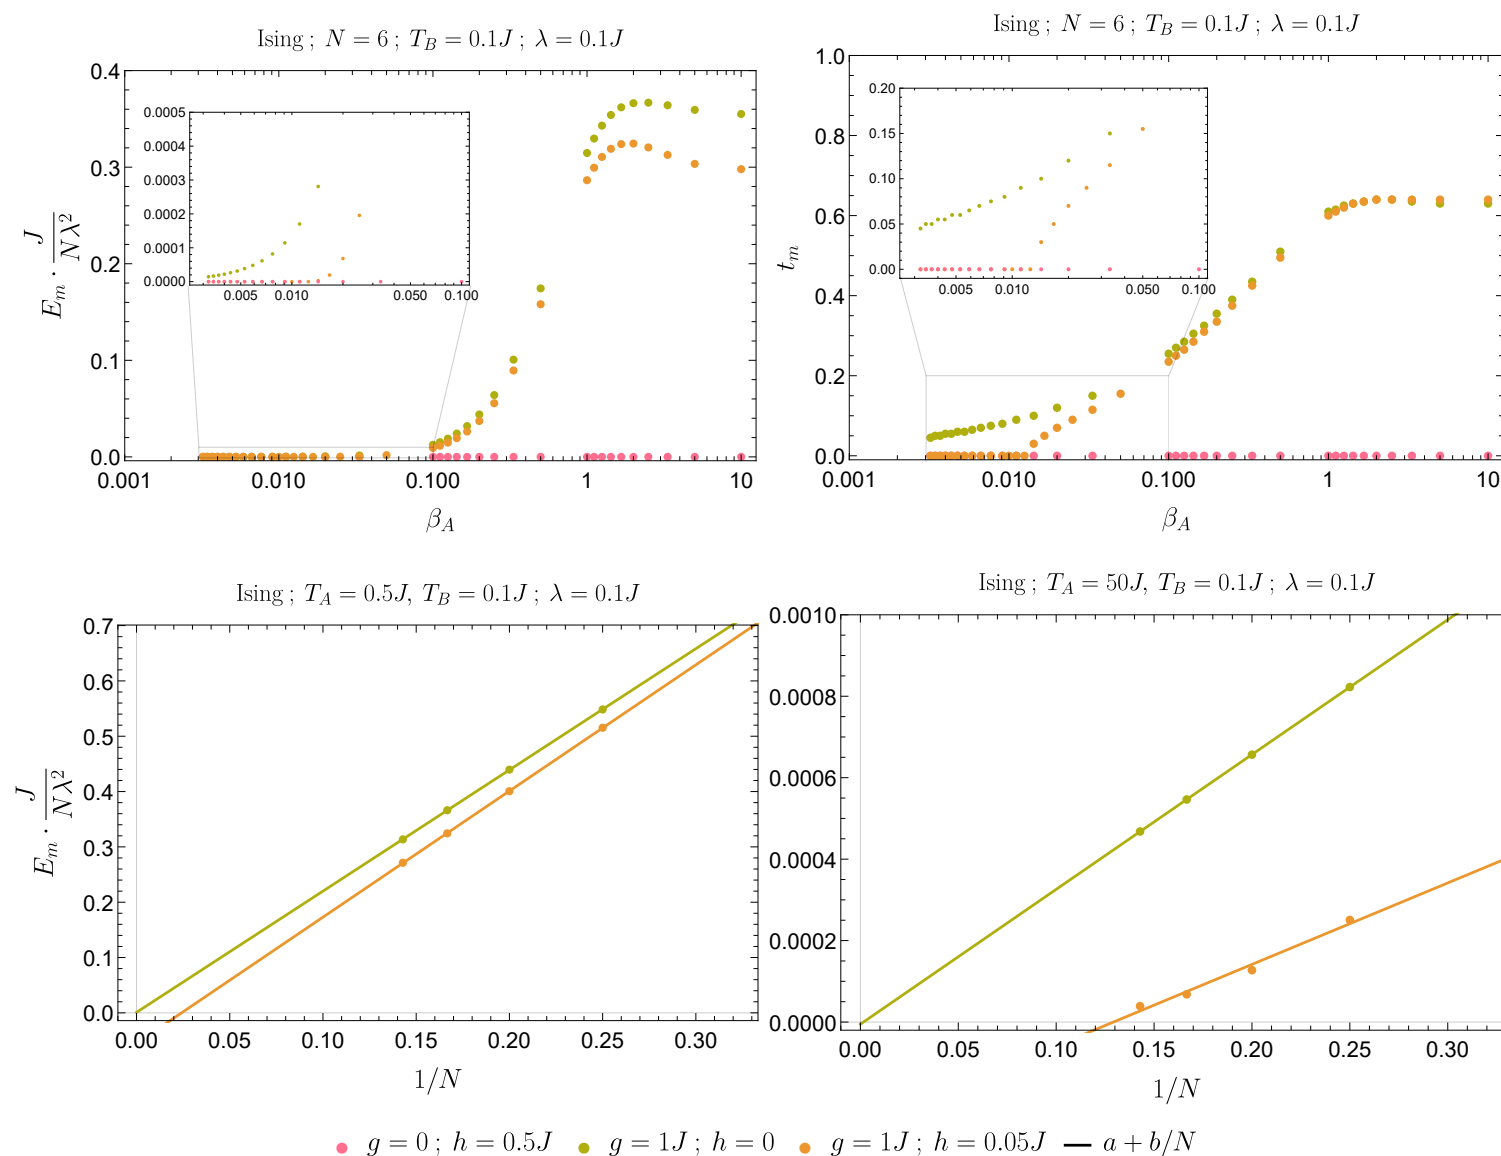 Ising ; N = 6 ; T_B = 0.1J ; λ = 0.1J
E_m · J/(Nλ²)
0.4
0.3
0.2
0.1
0.0
0.001 0.010 0.100 1 10
β_A
0.0005
0.0004
0.0003
0.0002
0.0001
0.0000
0.005 0.010 0.050 0.100
Ising ; N = 6 ; T_B = 0.1J ; λ = 0.1J
t_m
1.0
0.8
0.6
0.4
0.2
0.0
0.001 0.010 0.100 1 10
β_A
0.20
0.15
0.10
0.05
0.00
0.005 0.010 0.050 0.100
Ising ; T_A = 0.5J, T_B = 0.1J ; λ = 0.1J
E_m · J/(Nλ²)
0.7
0.6
0.5
0.4
0.3
0.2
0.1
0.0
0.00 0.05 0.10 0.15 0.20 0.25 0.30
1/N
Ising ; T_A = 50J, T_B = 0.1J ; λ = 0.1J
0.0010
0.0008
0.0006
0.0004
0.0002
0.0000
0.00 0.05 0.10 0.15 0.20 0.25 0.30
1/N
g = 0 ; h = 0.5J g = 1J ; h = 0 g = 1J ; h = 0.05J a + b/N